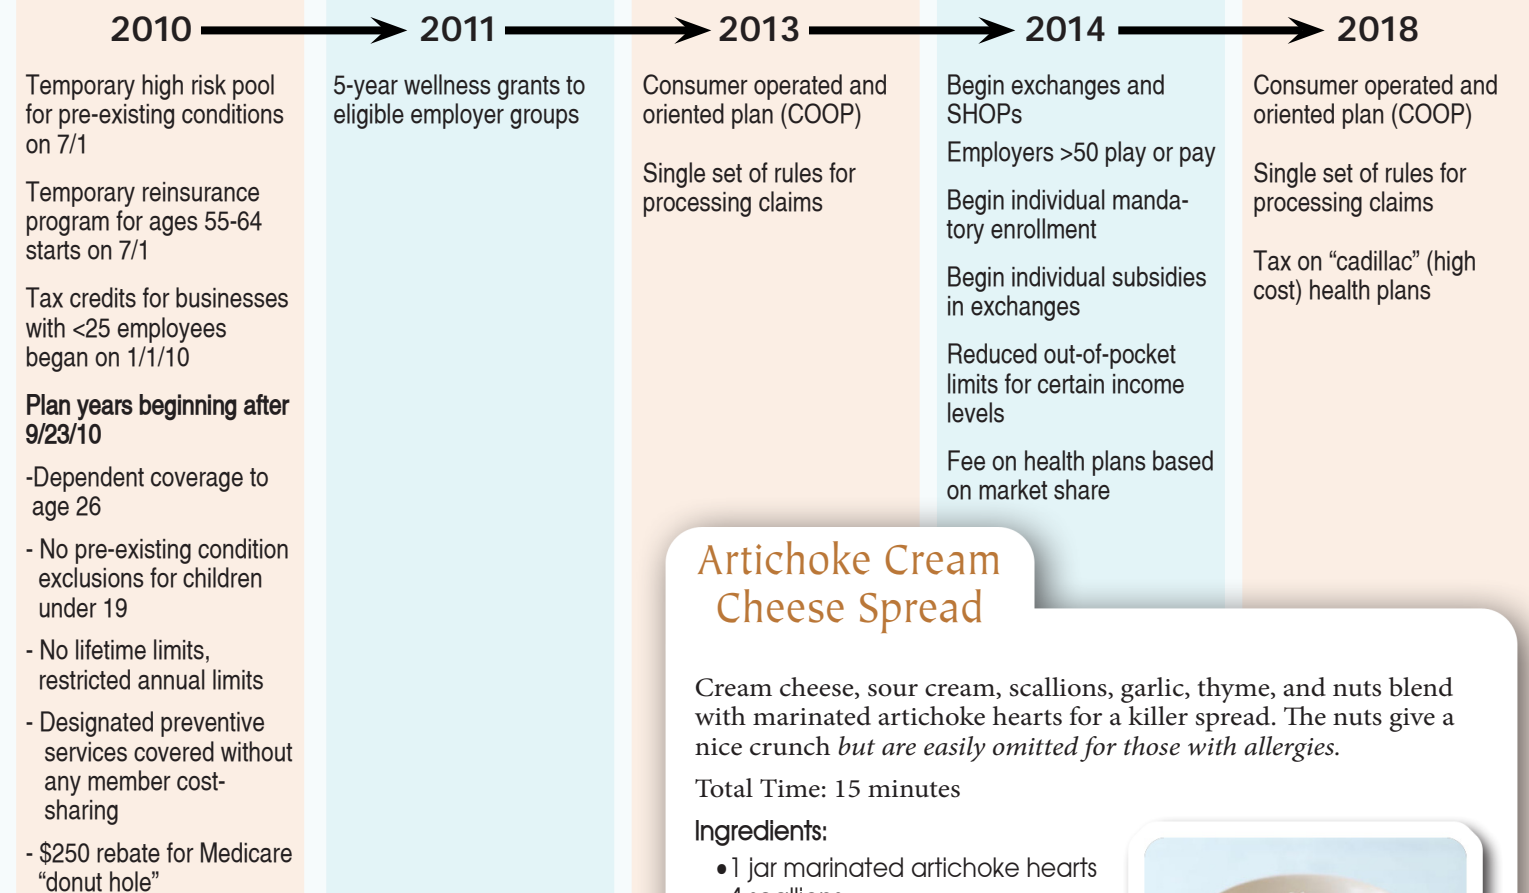 2010
2011
2013
2014
2018
Temporary high risk pool
for pre-existing conditions
on 7/1
Temporary reinsurance
program for ages 55-64
starts on 7/1
Tax credits for businesses
with <25 employees
began on 1/1/10
Plan years beginning after
9/23/10
-Dependent coverage to
age 26
- No pre-existing condition
exclusions for children
under 19
- No lifetime limits,
restricted annual limits
- Designated preventive
services covered without
any member cost-
sharing
- $250 rebate for Medicare
“donut hole”
5-year wellness grants to
eligible employer groups
Consumer operated and
oriented plan (COOP)
Single set of rules for
processing claims
Begin exchanges and
SHOPs
Employers >50 play or pay
Begin individual manda-
tory enrollment
Begin individual subsidies
in exchanges
Reduced out-of-pocket
limits for certain income
levels
Fee on health plans based
on market share
Consumer operated and
oriented plan (COOP)
Single set of rules for
processing claims
Tax on “cadillac” (high
cost) health plans
Artichoke Cream
Cheese Spread
Cream cheese, sour cream, scallions, garlic, thyme, and nuts blend
with marinated artichoke hearts for a killer spread. The nuts give a
nice crunch but are easily omitted for those with allergies.
Total Time: 15 minutes
Ingredients:
•1 jar marinated artichoke hearts